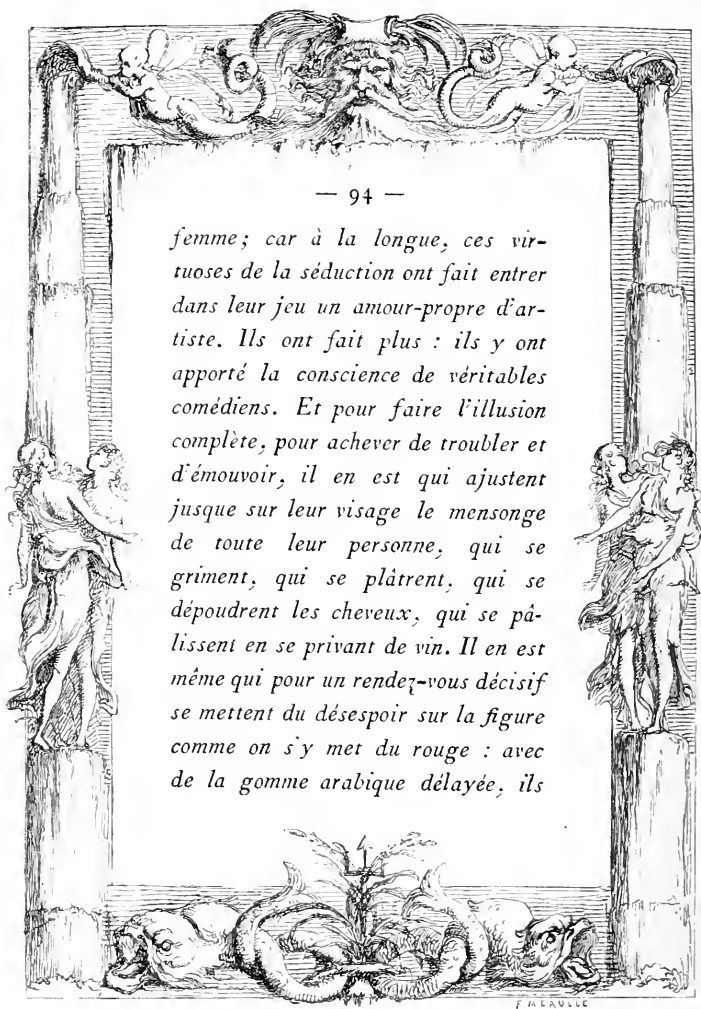 — 94 —
femme; car à la longue, ces vir-
tuoses de la séduction ont fait entrer
dans leur jeu un amour-propre d'ar-
tiste. Ils ont fait plus : ils y ont
apporté la conscience de véritables
comédiens. Et pour faire l'illusion
complète, pour achever de troubler et
d'émouvoir, il en est qui ajustent
jusque sur leur visage le mensonge
de toute leur personne, qui se
griment, qui se plâtrent, qui se
dépoudrent les cheveux, qui se pâ-
lissent en se privant de vin. Il en est
même qui pour un rendez-vous décisif
se mettent du désespoir sur la figure
comme on s'y met du rouge : avec
de la gomme arabique délayée, ils
F MEAULLE